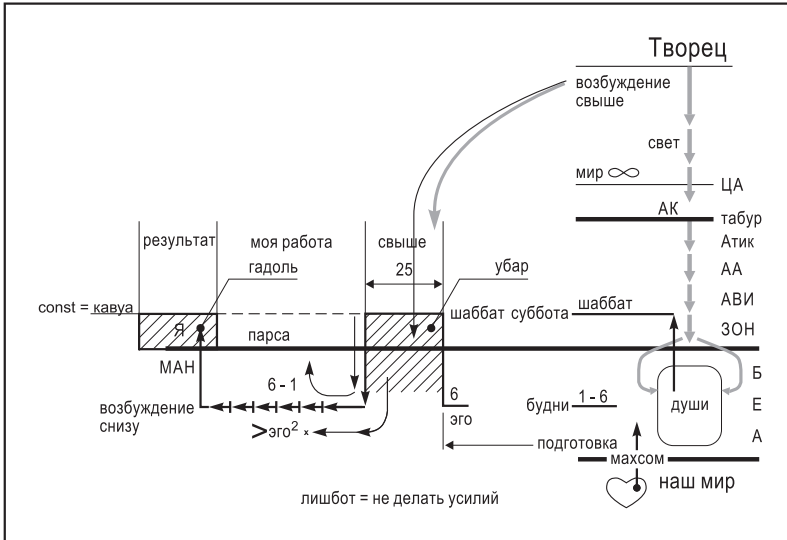 Творец
возбуждение
свыше
свет
мир ∞
ЦА
АК
табур
результат
моя работа
свыше
Атик
гадоль
25
убар
АА
const = кавуа
шаббат суббота
шаббат
АВИ
Я
парса
ЗОН
МАН
6 - 1
Б
возбуждение
снизу
6
эго
будни
1 - 6
души
Е
>эго² x
подготовка
А
махсом
наш мир
лишбот = не делать усилий